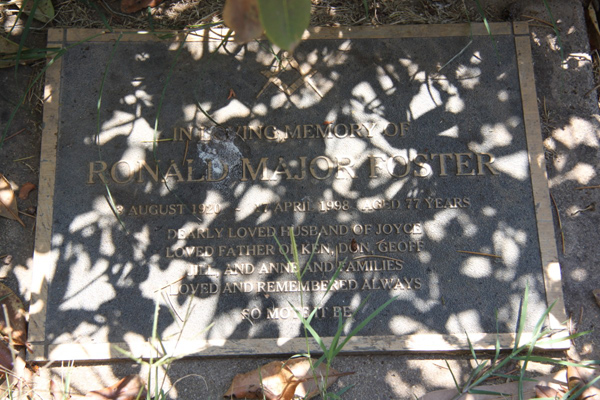 IN LOVING MEMORY OF
RONALD MAJOR FOSTER
AUGUST 1920 APRIL 1998 AGED 77 YEARS
DEARLY LOVED HUSBAND OF JOYCE
LOVED FATHER OF KEN, DON, GEOFF
JILL, AND ANNE AND FAMILIES
LOVED AND REMEMBERED ALWAYS
SO MOTE IT BE